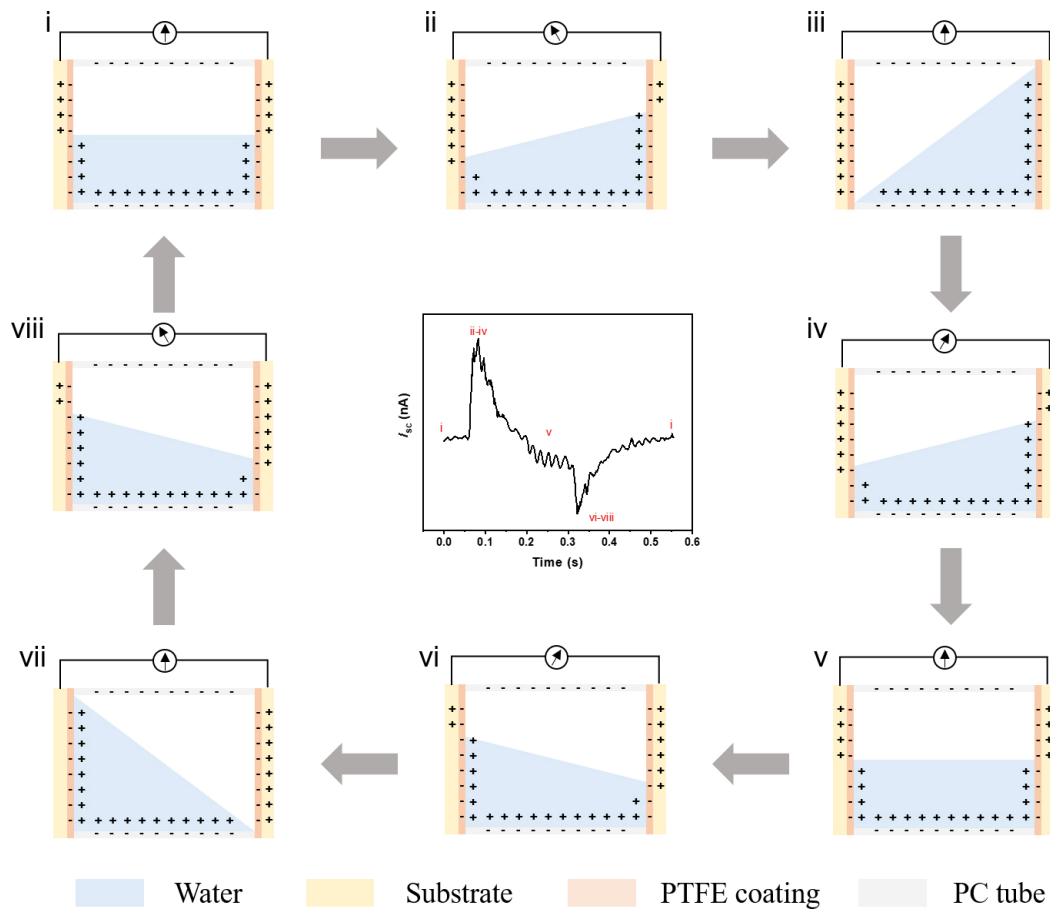 i
ii
iii
viii
iv
ii-iv
i
v
i
vi-viii
I_sc (nA)
0.0 0.1 0.2 0.3 0.4 0.5 0.6
Time (s)
vii
vi
v
Water
Substrate
PTFE coating
PC tube